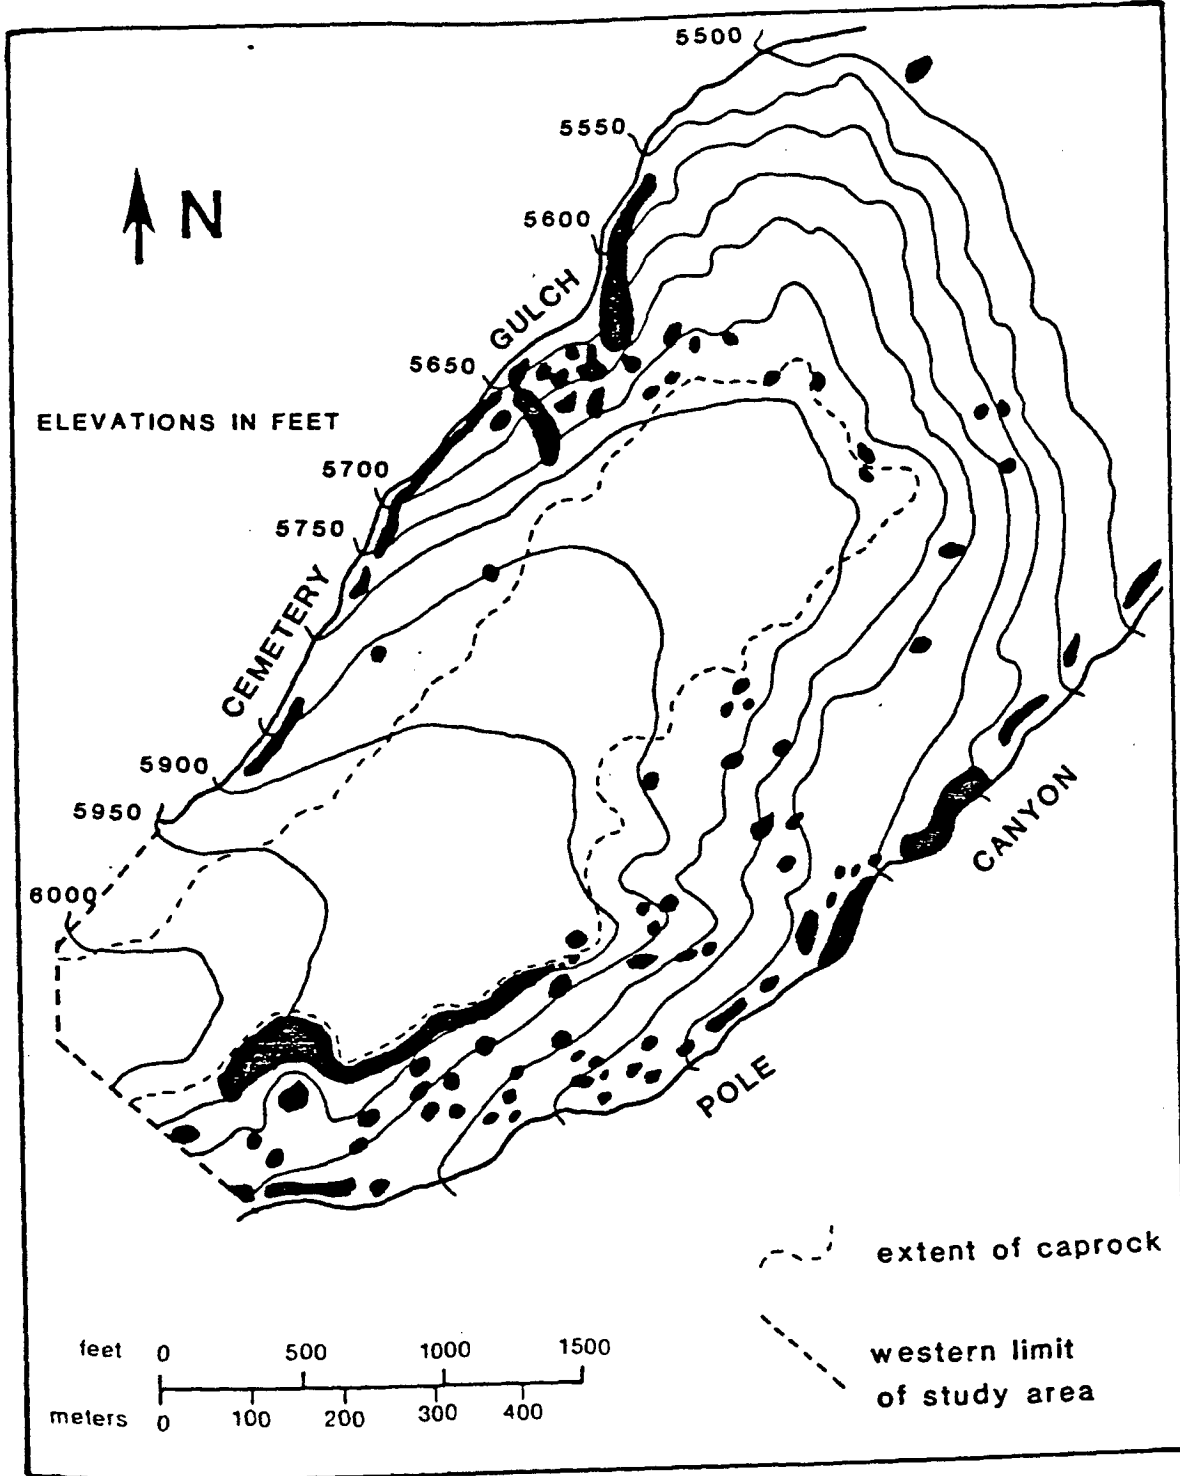 5500
5550
N
5600
GULCH
5650
ELEVATIONS IN FEET
5700
5750
CEMETERY
5900
5950
CANYON
6000
POLE
extent of caprock
western limit
of study area
feet 0 500 1000 1500
meters 0 100 200 300 400